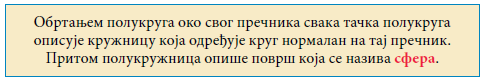 Обртањем полукруга око свог пречника свака тачка полукруга
описује кружницу која одређује круг нормалан на тај пречник.
Притом полукружница опише површ која се назива сфера.